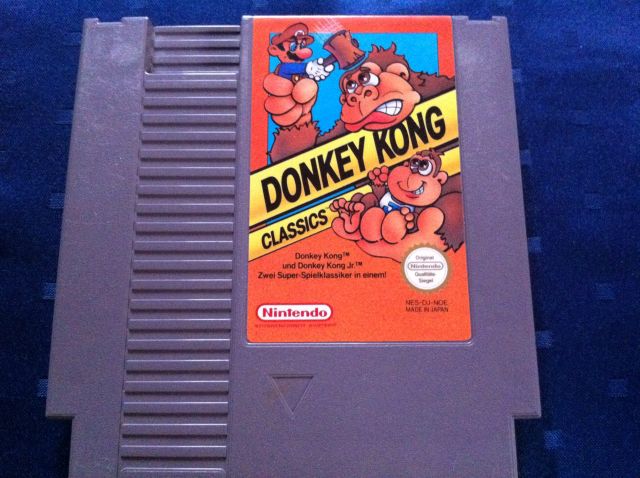 DONKEY KONG
CLASSICS
Donkey Kong™
und Donkey Kong Jr.™
Zwei Super-Spielklassiker in einem!
Original
Nintendo
Qualitäts-
Siegel
Nintendo
NES-DJ-NOE
MADE IN JAPAN